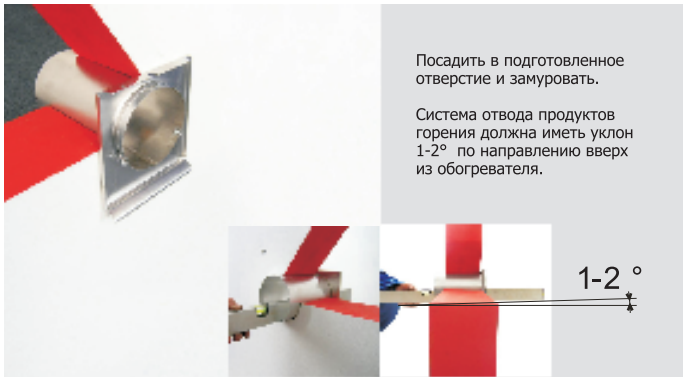 Посадить в подготовленное
отверстие и замуровать.
Система отвода продуктов
горения должна иметь уклон
1-2° по направлению вверх
из обогревателя.
1-2 °